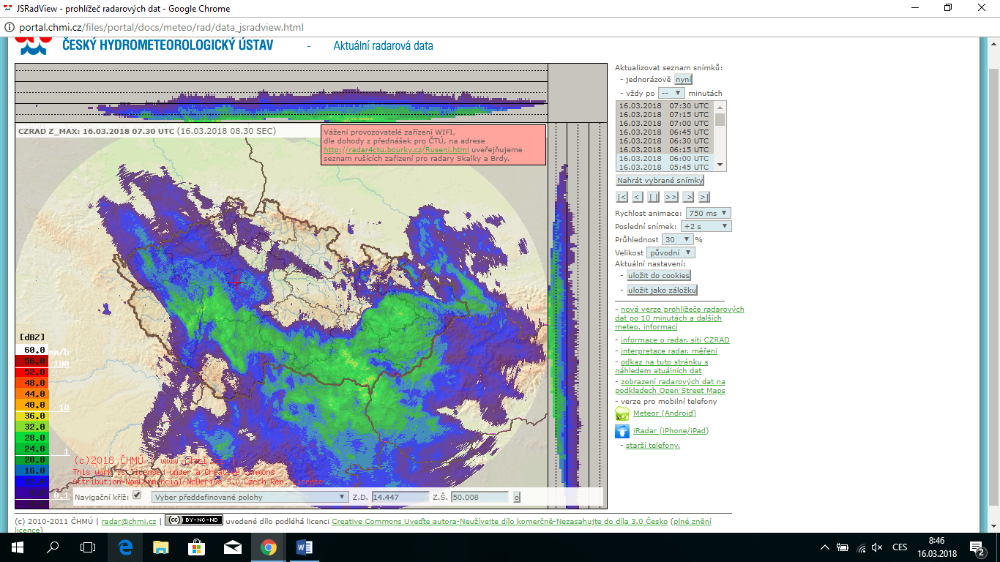 JSRadView - prohlížeč radarových dat - Google Chrome
portal.chmi.cz/files/portal/docs/meteo/rad/data_jsradview.html
ČESKÝ HYDROMETEOROLOGICKÝ ÚSTAV - Aktuální radarová data
CZRAD Z_MAX: 16.03.2018 07.30 UTC (16.03.2018 08.30 SEC)
Vážení provozovatelé zařízení WIFI,
dle dohody z přednášek pro ČTÚ, na adrese
http://radar4ctu.bourky.cz/Ruseni.html uveřejňujeme
seznam rušících zařízení pro radary Skalky a Brdy.
[dBZ]
60.0
mm/h
56.0
100
52.0
48.0
44.0
40.0
10
36.0
32.0
28.0
24.0
1
20.0
16.0
12.0
8.0
0.1
4.0
(c)2018 ČHMÚ
This work is licensed under a Creative Commons
Attribution-NonCommercial-NoDerivs 3.0 Czech Rep. License
Navigační kříž: Vyber předdefinované polohy Z.D. 14.447 Z.Š. 50.008 o
Aktualizovat seznam snímků:
- jednorázově nyní
- vždy po -- minutách
16.03.2018 07:30 UTC
16.03.2018 07:15 UTC
16.03.2018 07:00 UTC
16.03.2018 06:45 UTC
16.03.2018 06:30 UTC
16.03.2018 06:15 UTC
16.03.2018 06:00 UTC
16.03.2018 05:45 UTC
Nahrát vybrané snímky
|< < || >> > >|
Rychlost animace: 750 ms
Poslední snímek: +2 s
Průhlednost 30 %
Velikost původní
Aktuální nastavení:
- uložit do cookies
- uložit jako záložku
- nová verze prohlížeče radarových
dat po 10 minutách a dalších
meteo. informací
- informace o radar. síti CZRAD
- interpretace radar. měření
- odkaz na tuto stránku s
náhledem atuálních dat
- zobrazení radarových dat na
podkladech Open Street Maps
- verze pro mobilní telefony
Meteor (Android)
iRadar (iPhone/iPad)
- starší telefony.
(c) 2010-2011 ČHMÚ | radar@chmi.cz | (cc) BY-NC-ND uvedené dílo podléhá licenci Creative Commons Uveďte autora-Neužívejte dílo komerčně-Nezasahujte do díla 3.0 Česko (plné znění
licence)
CES
8:46
16.03.2018
2